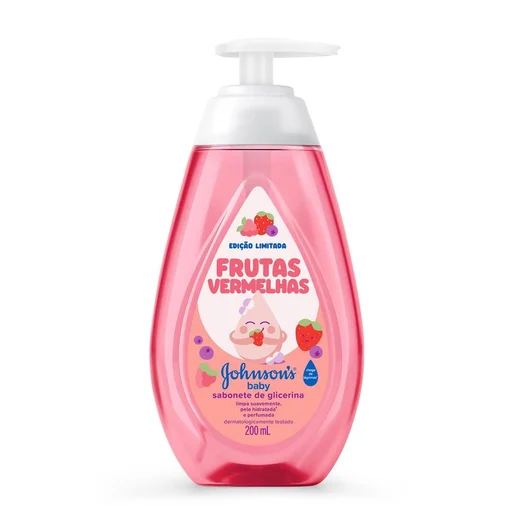 EDIÇÃO LIMITADA
FRUTAS
VERMELHAS
Johnson's
baby
sabonete de glicerina
limpa suavemente,
pele hidratada
e perfumada
dermatologicamente testado
200 mL